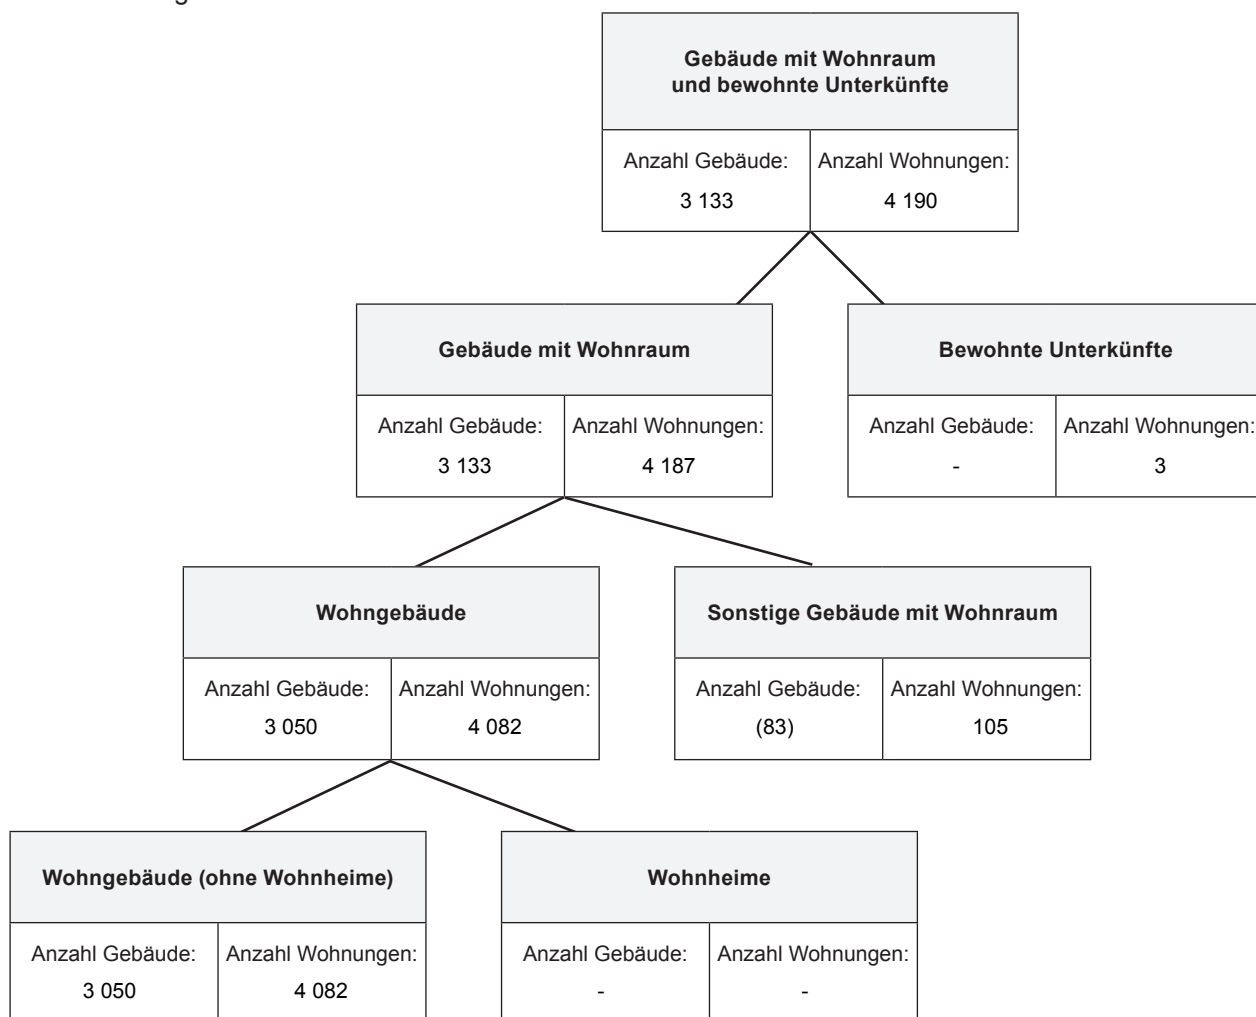 Gebäude mit Wohnraum
und bewohnte Unterkünfte
Anzahl Gebäude: Anzahl Wohnungen:
3 133 4 190
Gebäude mit Wohnraum
Anzahl Gebäude: Anzahl Wohnungen:
3 133 4 187
Bewohnte Unterkünfte
Anzahl Gebäude: Anzahl Wohnungen:
- 3
Wohngebäude
Anzahl Gebäude: Anzahl Wohnungen:
3 050 4 082
Sonstige Gebäude mit Wohnraum
Anzahl Gebäude: Anzahl Wohnungen:
(83) 105
Wohngebäude (ohne Wohnheime)
Anzahl Gebäude: Anzahl Wohnungen:
3 050 4 082
Wohnheime
Anzahl Gebäude: Anzahl Wohnungen:
- -